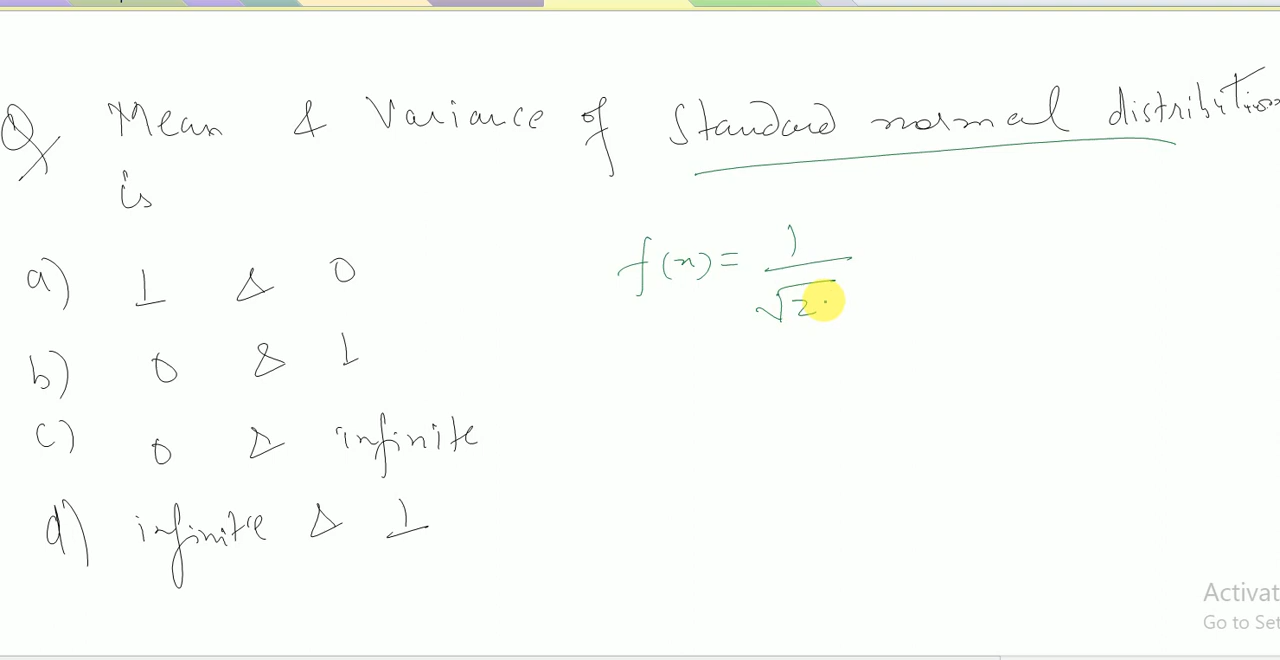 Q Mean & Variance of Standard normal distribution
is
a) 1 & 0
b) 0 & 1
c) 0 & infinite
d) infinite & 1
f(x) = 1
√2
Activat
Go to Set